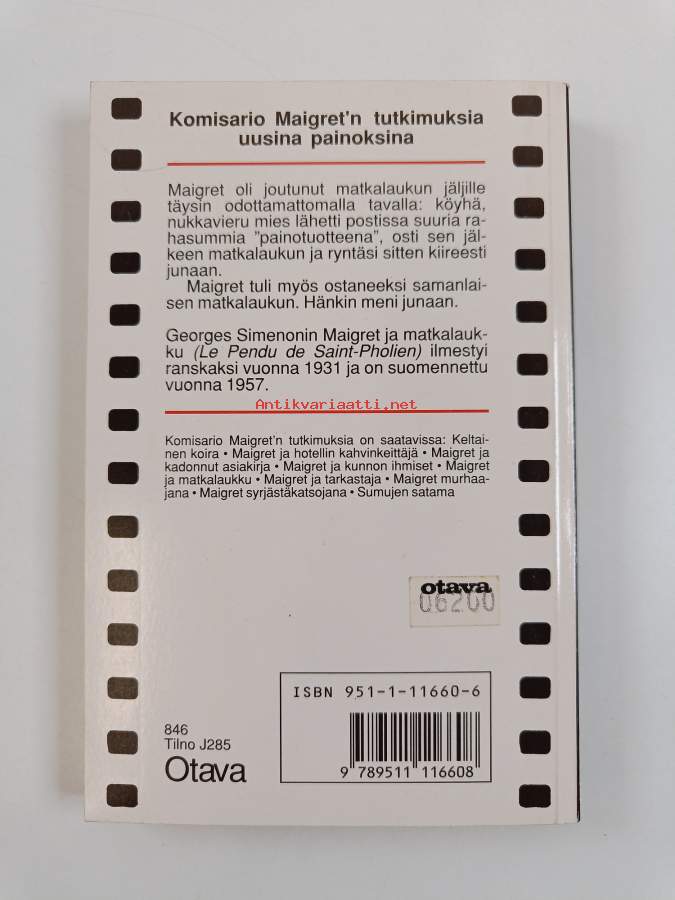 Komisario Maigret'n tutkimuksia
uusina painoksina
Maigret oli joutunut matkalaukun jäljille
täysin odottamattomalla tavalla: köyhä,
nukkavieru mies lähetti postissa suuria ra-
hasummia "painotuotteena", osti sen jäl-
keen matkalaukun ja ryntäsi sitten kiireesti
junaan.
Maigret tuli myös ostaneeksi samanlai-
sen matkalaukun. Hänkin meni junaan.
Georges Simenonin Maigret ja matkalauk-
ku (Le Pendu de Saint-Pholien) ilmestyi
ranskaksi vuonna 1931 ja on suomennettu
vuonna 1957.
Antikvariaatti.net
Komisario Maigret'n tutkimuksia on saatavissa: Keltai-
nen koira • Maigret ja hotellin kahvinkeittäjä • Maigret ja
kadonnut asiakirja • Maigret ja kunnon ihmiset • Maigret
ja matkalaukku • Maigret ja tarkastaja • Maigret murhaa-
jana • Maigret syrjästäkatsojana • Sumujen satama
otava
06200
ISBN 951-1-11660-6
846
Tilno J285
Otava
9 789511 116608